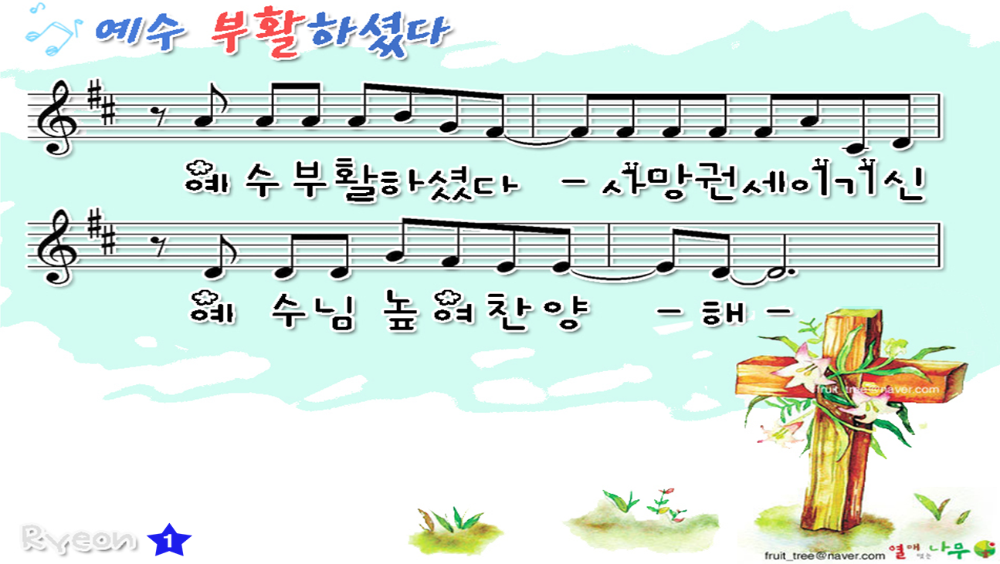 예수 부활하셨다
예 수 부활하셨다 - 사망권세이기신
예 수님 높여찬양 - 해 -
fruit_tree@naver.com
Ryeon 1
fruit_tree@naver.com 열매 맺는 나무